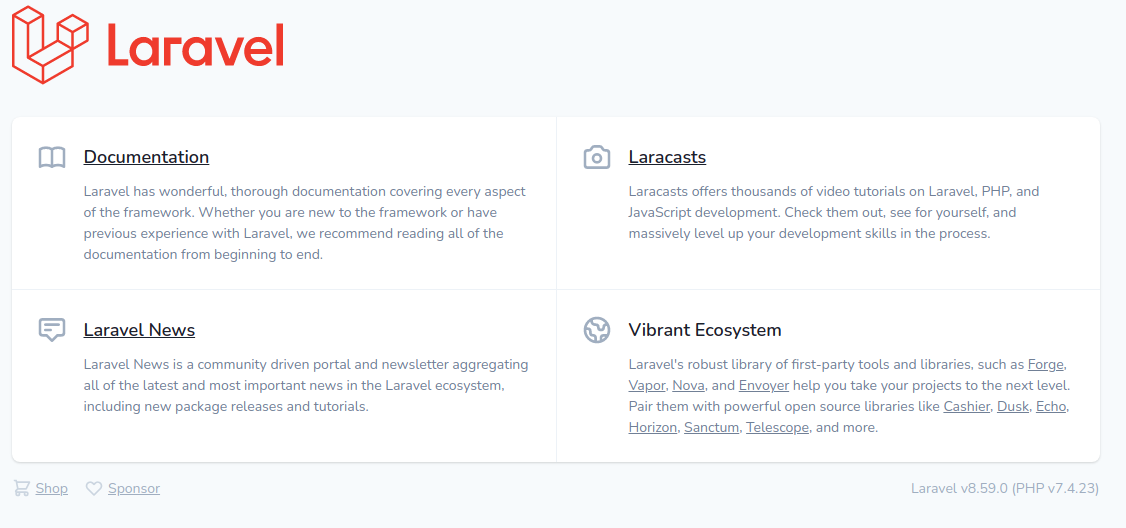 Laravel
Documentation
Laravel has wonderful, thorough documentation covering every aspect
of the framework. Whether you are new to the framework or have
previous experience with Laravel, we recommend reading all of the
documentation from beginning to end.
Laracasts
Laracasts offers thousands of video tutorials on Laravel, PHP, and
JavaScript development. Check them out, see for yourself, and
massively level up your development skills in the process.
Laravel News
Laravel News is a community driven portal and newsletter aggregating
all of the latest and most important news in the Laravel ecosystem,
including new package releases and tutorials.
Vibrant Ecosystem
Laravel's robust library of first-party tools and libraries, such as Forge,
Vapor, Nova, and Envoyer help you take your projects to the next level.
Pair them with powerful open source libraries like Cashier, Dusk, Echo,
Horizon, Sanctum, Telescope, and more.
Shop
Sponsor
Laravel v8.59.0 (PHP v7.4.23)